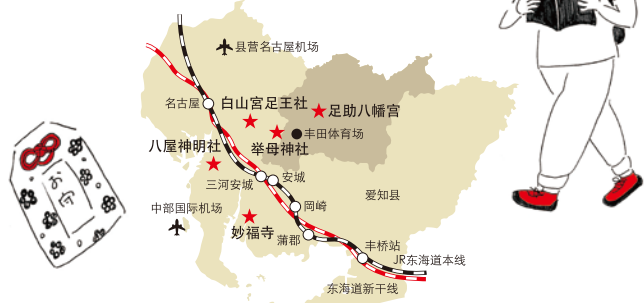 县营名古屋机场
名古屋
白山宮足王社
足助八幡宫
八屋神明社
举母神社
丰田体育场
三河安城
安城
爱知县
中部国际机场
岡崎
妙福寺
蒲郡
丰桥站
JR东海道本线
东海道新干线
お守